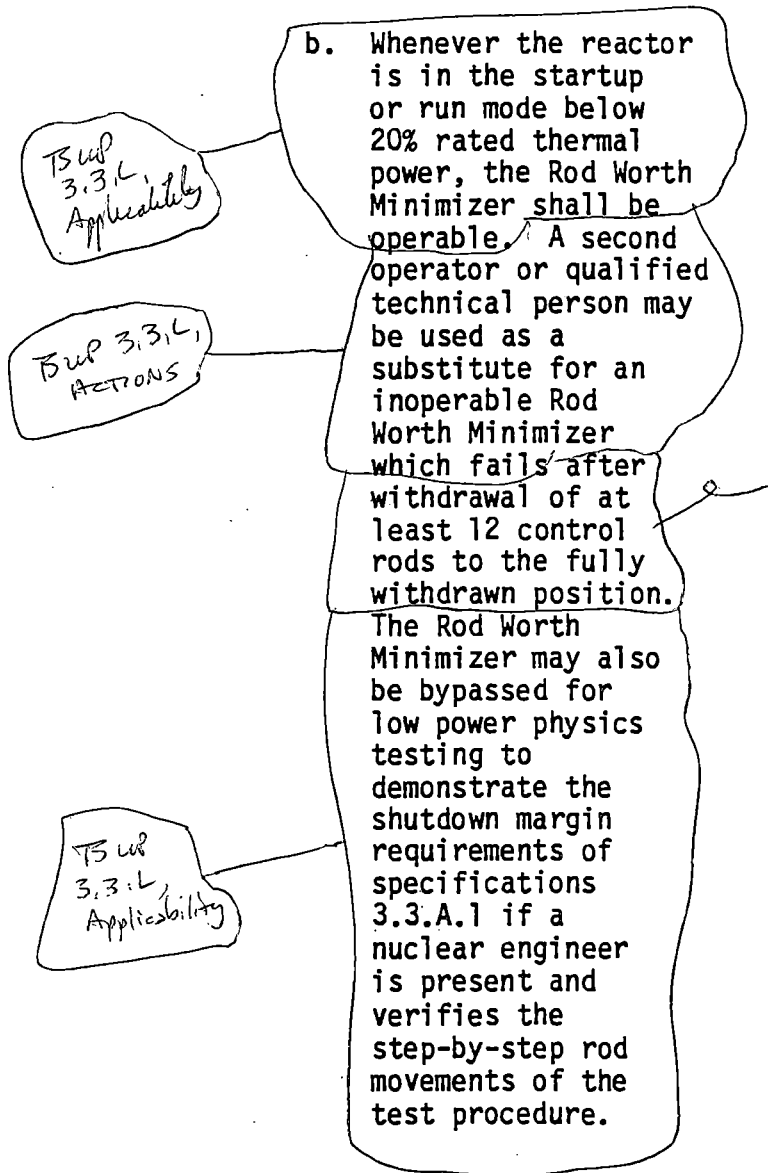 b. Whenever the reactor
is in the startup
or run mode below
20% rated thermal
power, the Rod Worth
Minimizer shall be
operable. A second
operator or qualified
technical person may
be used as a
substitute for an
inoperable Rod
Worth Minimizer
which fails after
withdrawal of at
least 12 control
rods to the fully
withdrawn position.
The Rod Worth
Minimizer may also
be bypassed for
low power physics
testing to
demonstrate the
shutdown margin
requirements of
specifications
3.3.A.1 if a
nuclear engineer
is present and
verifies the
step-by-step rod
movements of the
test procedure.
TSUP
3.3.L,
Applicability
TSUP 3.3.L,
ACTIONS
TSUP
3.3.L,
Applicability